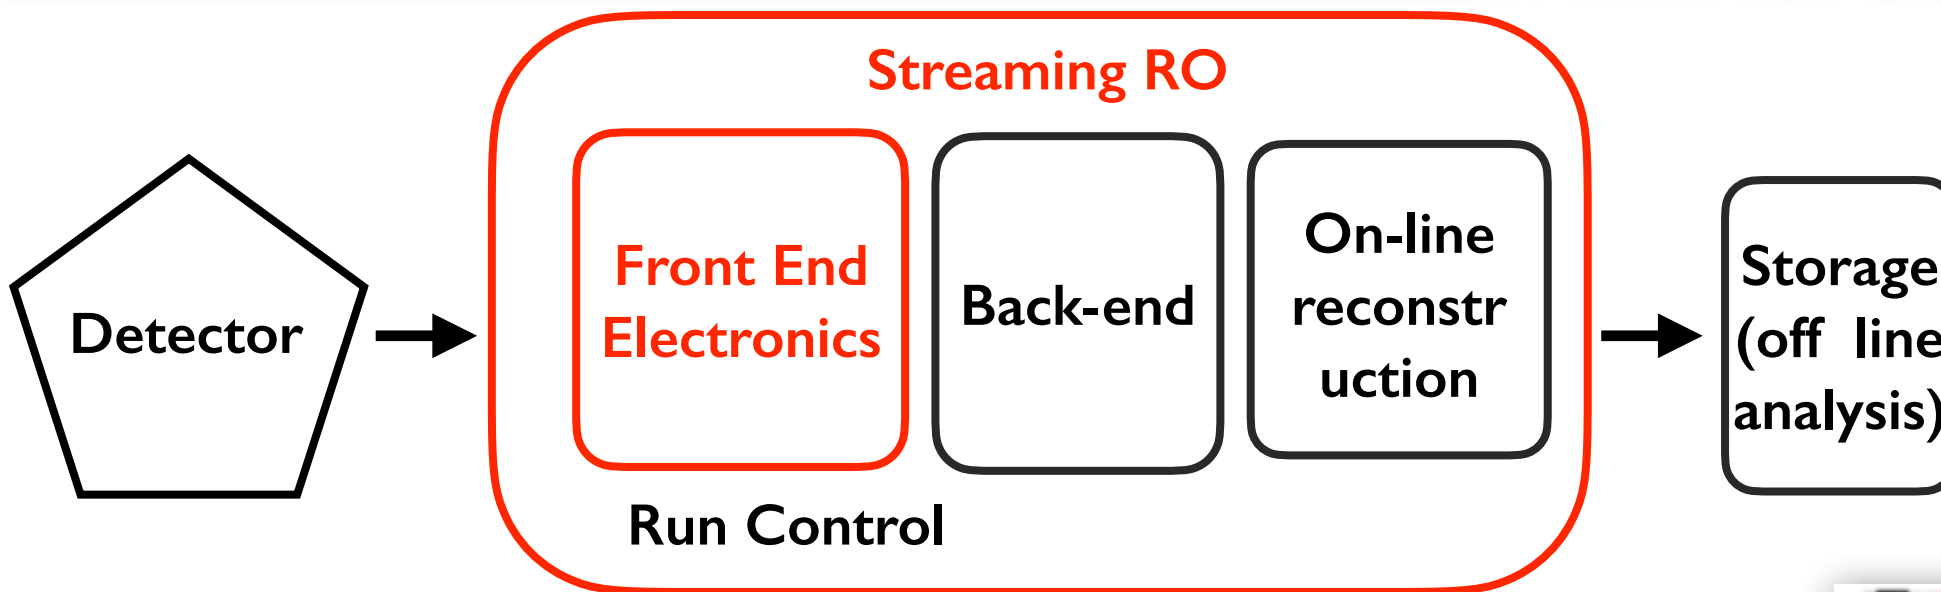 Streaming RO
Detector
Front End
Electronics
Back-end
On-line
reconstr
uction
Run Control
Storage
(off line
analysis)